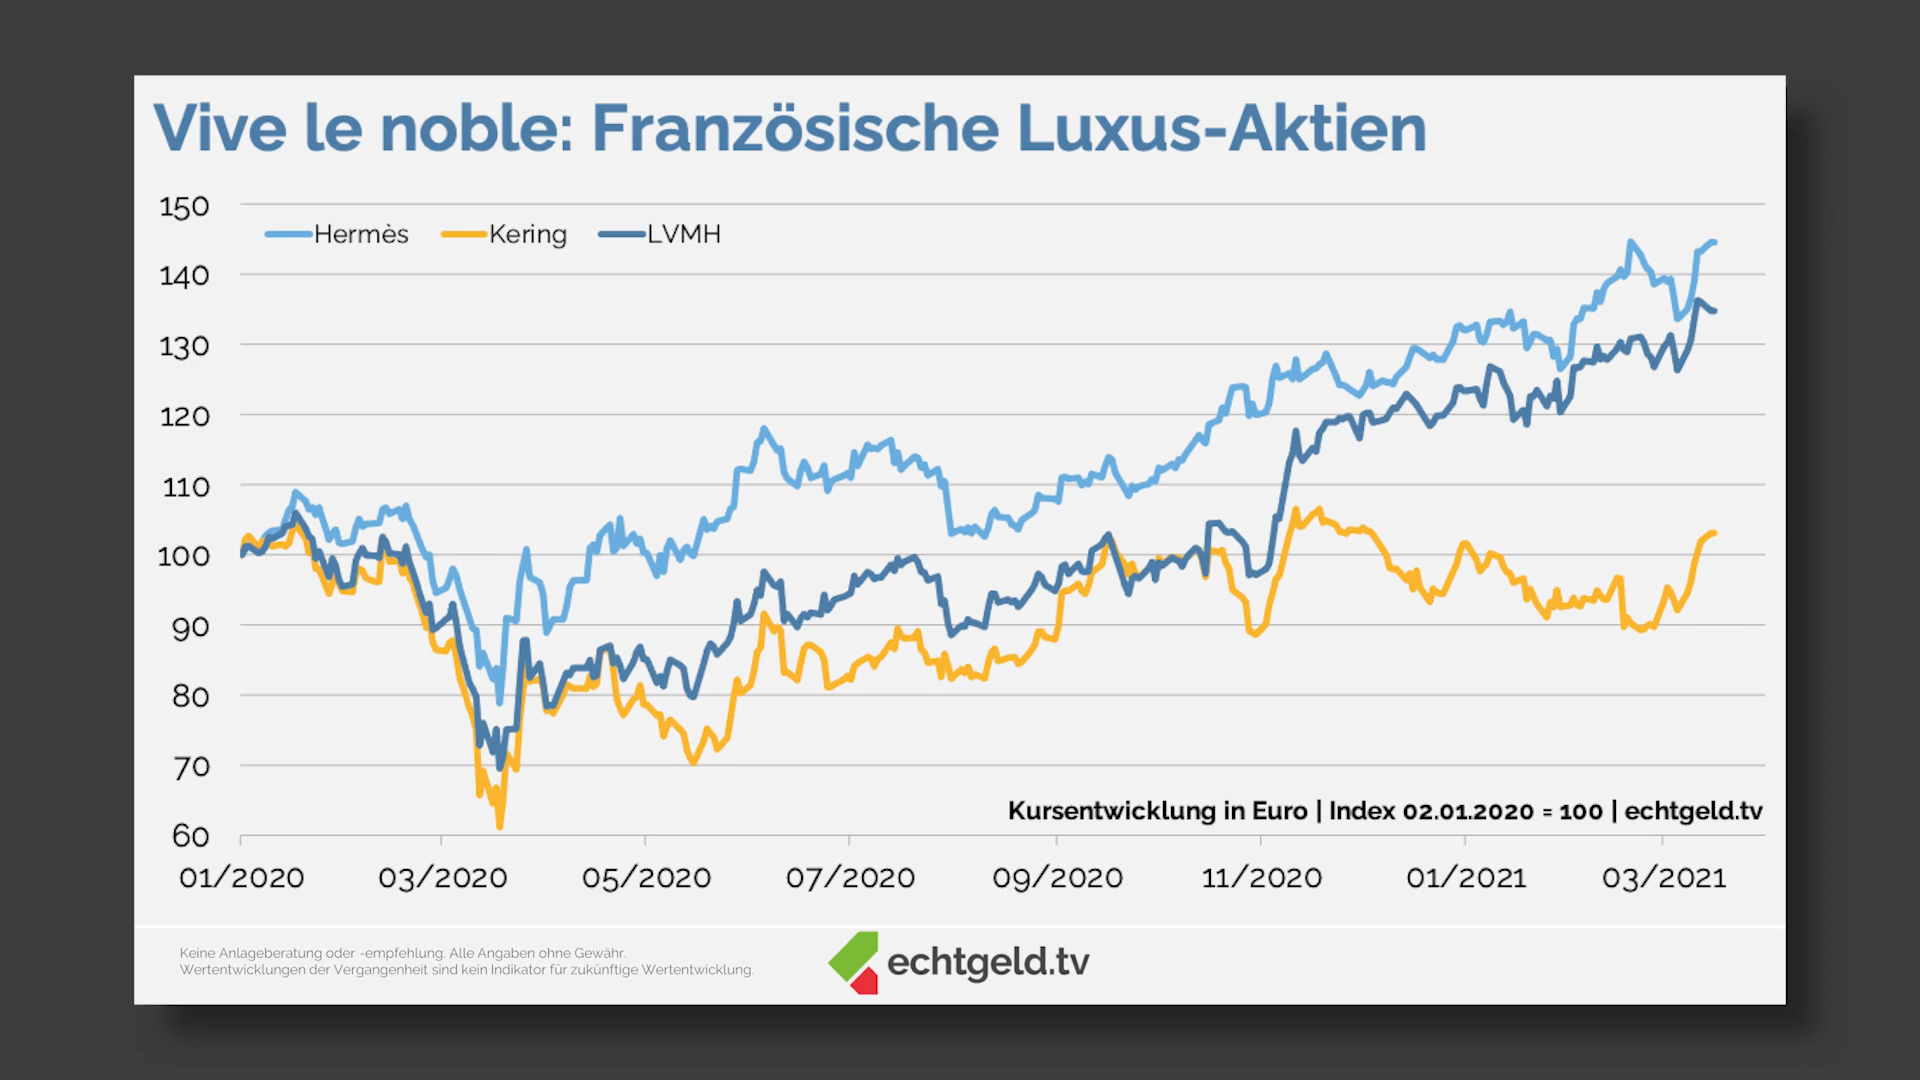 Vive le noble: Französische Luxus-Aktien
150
Hermès Kering LVMH
140
130
120
110
100
90
80
70
Kursentwicklung in Euro | Index 02.01.2020 = 100 | echtgeld.tv
60
01/2020 03/2020 05/2020 07/2020 09/2020 11/2020 01/2021 03/2021
Keine Anlageberatung oder -empfehlung. Alle Angaben ohne Gewähr.
Wertentwicklungen der Vergangenheit sind kein Indikator für zukünftige Wertentwicklung.
echtgeld.tv